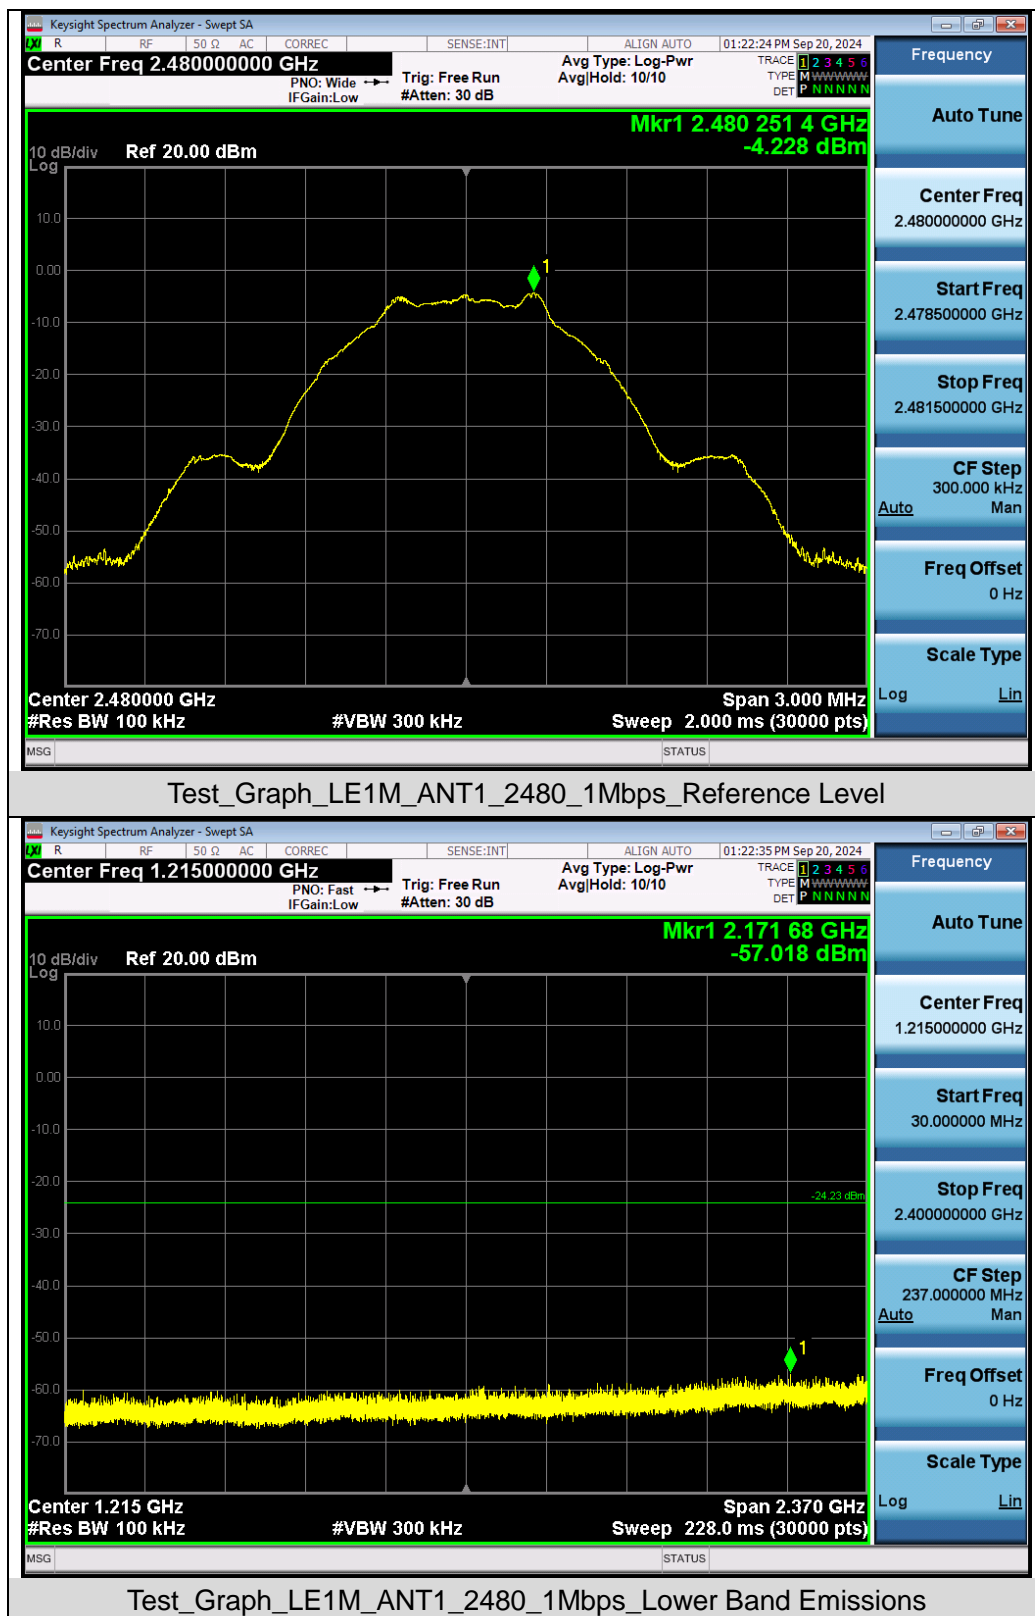 Keysight Spectrum Analyzer - Swept SA
LXI R RF 50 Ω AC CORREC SENSE:INT ALIGN AUTO 01:22:24 PM Sep 20, 2024
Center Freq 2.480000000 GHz
PNO: Wide
IFGain:Low
Trig: Free Run
#Atten: 30 dB
Avg Type: Log-Pwr
Avg|Hold: 10/10
TRACE 1 2 3 4 5 6
TYPE M W W W W W
DET P N N N N N
Mkr1 2.480 251 4 GHz
-4.228 dBm
10 dB/div Ref 20.00 dBm
Log
10.0
0.00
-10.0
-20.0
-30.0
-40.0
-50.0
-60.0
-70.0
1
Center 2.480000 GHz Span 3.000 MHz
#Res BW 100 kHz #VBW 300 kHz Sweep 2.000 ms (30000 pts)
MSG STATUS
Frequency
Auto Tune
Center Freq
2.480000000 GHz
Start Freq
2.478500000 GHz
Stop Freq
2.481500000 GHz
CF Step
300.000 kHz
Auto Man
Freq Offset
0 Hz
Scale Type
Log Lin
Test_Graph_LE1M_ANT1_2480_1Mbps_Reference Level
Keysight Spectrum Analyzer - Swept SA
LXI R RF 50 Ω AC CORREC SENSE:INT ALIGN AUTO 01:22:35 PM Sep 20, 2024
Center Freq 1.215000000 GHz
PNO: Fast
IFGain:Low
Trig: Free Run
#Atten: 30 dB
Avg Type: Log-Pwr
Avg|Hold: 10/10
TRACE 1 2 3 4 5 6
TYPE M W W W W W
DET P N N N N N
Mkr1 2.171 68 GHz
-57.018 dBm
10 dB/div Ref 20.00 dBm
Log
10.0
0.00
-10.0
-20.0
-30.0
-40.0
-50.0
-60.0
-70.0
-24.23 dBm
1
Center 1.215 GHz Span 2.370 GHz
#Res BW 100 kHz #VBW 300 kHz Sweep 228.0 ms (30000 pts)
MSG STATUS
Frequency
Auto Tune
Center Freq
1.215000000 GHz
Start Freq
30.000000 MHz
Stop Freq
2.400000000 GHz
CF Step
237.000000 MHz
Auto Man
Freq Offset
0 Hz
Scale Type
Log Lin
Test_Graph_LE1M_ANT1_2480_1Mbps_Lower Band Emissions